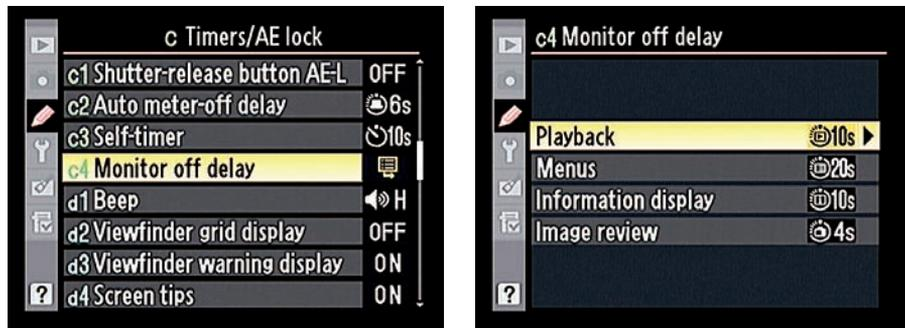 c Timers/AE lock
c1 Shutter-release button AE-L OFF
c2 Auto meter-off delay 6s
c3 Self-timer 10s
c4 Monitor off delay
d1 Beep H
d2 Viewfinder grid display OFF
d3 Viewfinder warning display ON
d4 Screen tips ON
?
c4 Monitor off delay
Playback 10s
Menus 20s
Information display 10s
Image review 4s
?